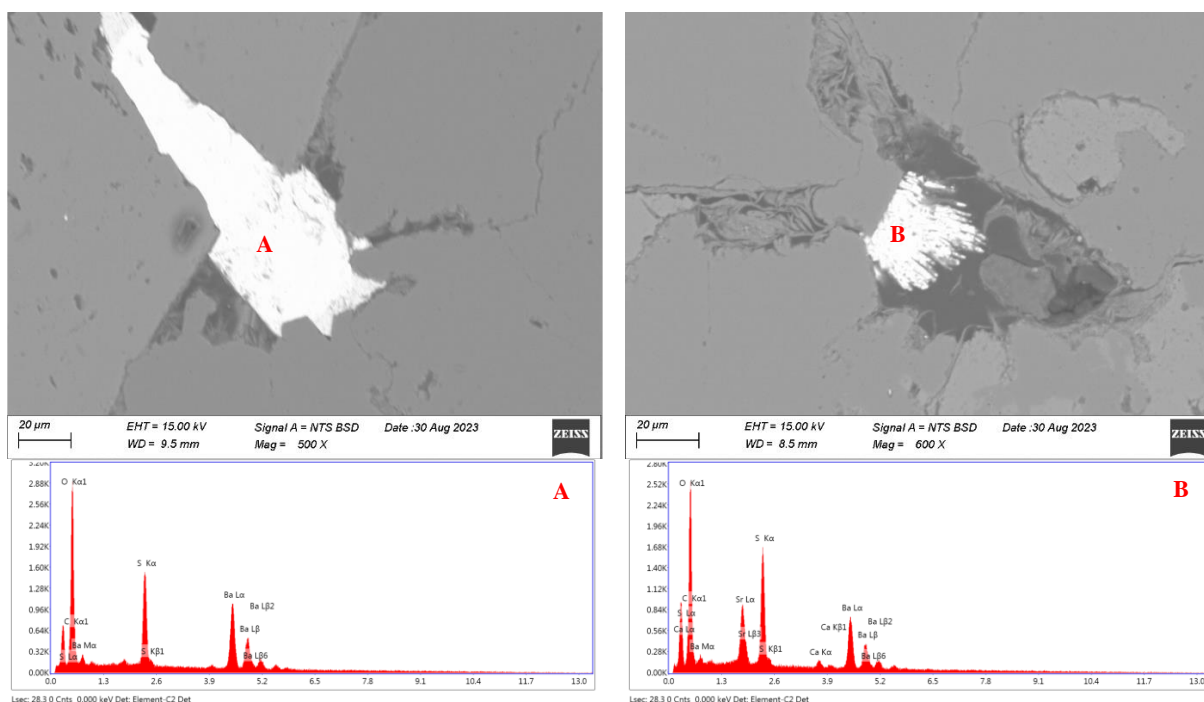 A
B
20 µm
EHT = 15.00 kV
Signal A = NTS BSD
Date :30 Aug 2023
WD = 9.5 mm
Mag = 500 X
ZEISS
20 µm
EHT = 15.00 kV
Signal A = NTS BSD
Date :30 Aug 2023
WD = 8.5 mm
Mag = 600 X
ZEISS
A
3.20K
2.88K
2.56K
2.24K
1.92K
1.60K
1.28K
0.96K
0.64K
0.32K
0.00K
O Kα1
S Kα
Ba Lα
C Kα1
Ba Lβ2
Ba Lβ
Ba Mα
S Lα
S Kβ1
Ba Lβ6
0.0 1.3 2.6 3.9 5.2 6.5 7.8 9.1 10.4 11.7 13.0
Lsec: 28.3 0 Cnts 0.000 keV Det: Element-C2 Det
B
2.80K
2.52K
2.24K
1.96K
1.68K
1.40K
1.12K
0.84K
0.56K
0.28K
0.00K
O Kα1
S Kα
C Kα1
Sr Lα
S Lα
Ba Lα
Ca Lα
Sr Lβ3
Ca Kβ1
Ba Lβ2
Ba Lβ
Ba Mα
S Kβ1
Ca Kα
Ba Lβ6
0.0 1.3 2.6 3.9 5.2 6.5 7.8 9.1 10.4 11.7 13.0
Lsec: 28.3 0 Cnts 0.000 keV Det: Element-C2 Det